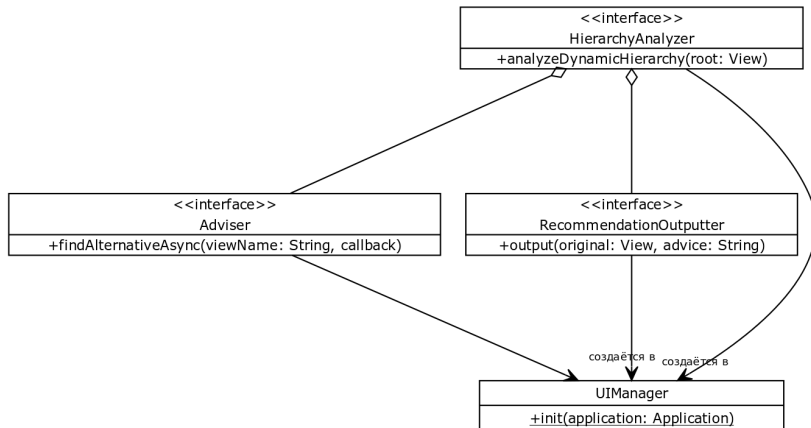 <<interface>>
HierarchyAnalyzer
+analyzeDynamicHierarchy(root: View)
<<interface>>
Adviser
+findAlternativeAsync(viewName: String, callback)
<<interface>>
RecommendationOutputter
+output(original: View, advice: String)
создаётся в
создаётся в
UIManager
+init(application: Application)